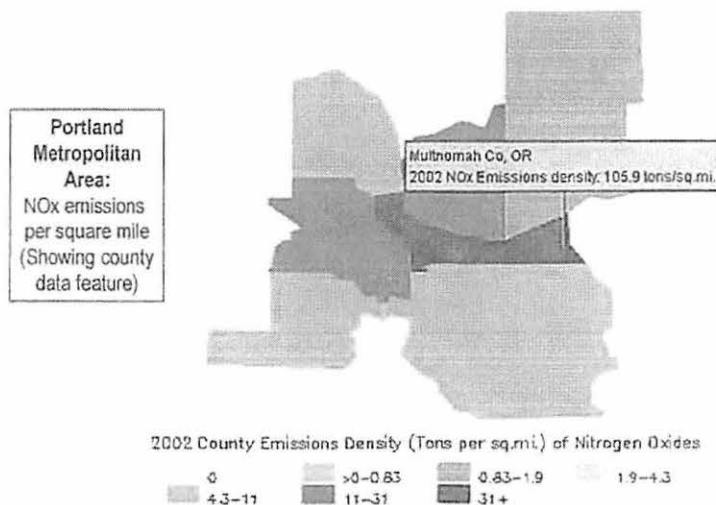 Portland
Metropolitan
Area:
NOx emissions
per square mile
(Showing county
data feature)
Multnomah Co, OR
2002 NOx Emissions density: 105.9 tons/sq.mi.
2002 County Emissions Density (Tons per sq.mi.) of Nitrogen Oxides
0 >0-0.83 0.83-1.9 1.9-4.3
4.3-11 11-31 31+